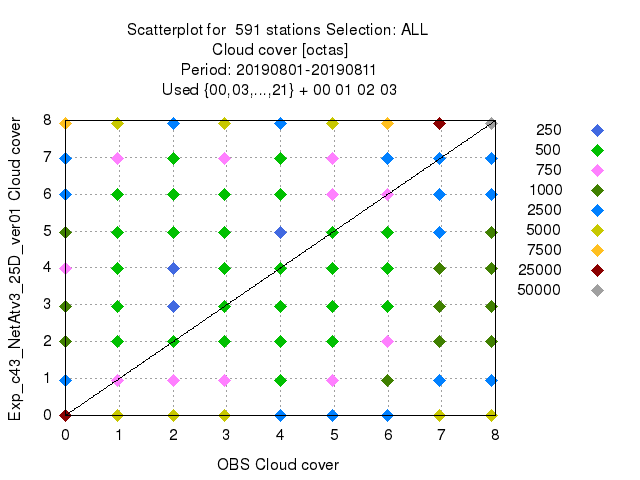 Scatterplot for 591 stations Selection: ALL
Cloud cover [octas]
Period: 20190801-20190811
Used {00,03,...,21} + 00 01 02 03
Exp_c43_NetAtv3_25D_ver01 Cloud cover
8
7
6
5
4
3
2
1
0
0 1 2 3 4 5 6 7 8
OBS Cloud cover
250
500
750
1000
2500
5000
7500
25000
50000